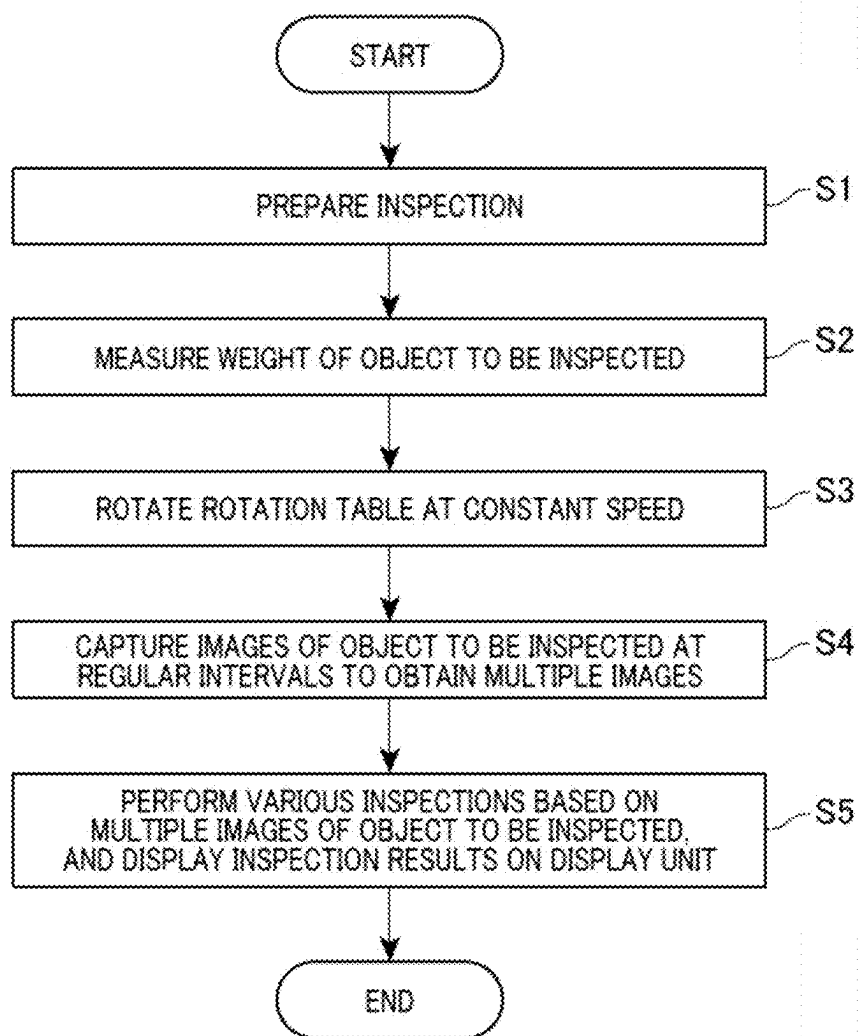 START
PREPARE INSPECTION
S1
MEASURE WEIGHT OF OBJECT TO BE INSPECTED
S2
ROTATE ROTATION TABLE AT CONSTANT SPEED
S3
CAPTURE IMAGES OF OBJECT TO BE INSPECTED AT
REGULAR INTERVALS TO OBTAIN MULTIPLE IMAGES
S4
PERFORM VARIOUS INSPECTIONS BASED ON
MULTIPLE IMAGES OF OBJECT TO BE INSPECTED,
AND DISPLAY INSPECTION RESULTS ON DISPLAY UNIT
S5
END